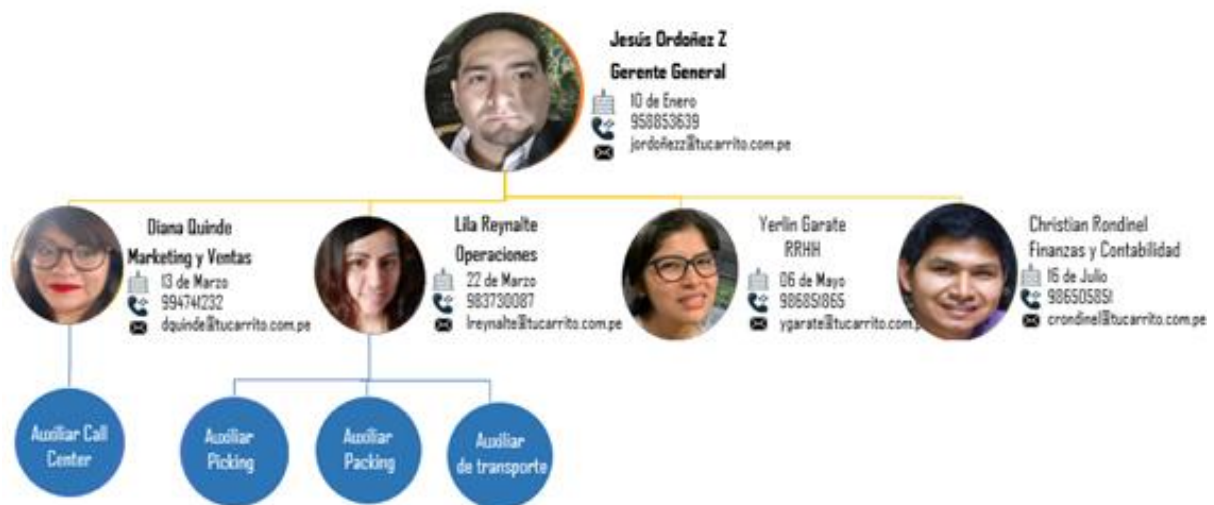 Jesús Ordoñez Z
Gerente General
10 de Enero
958853639
jordoñezz@tucarrito.com.pe
Diana Quinde
Marketing y Ventas
13 de Marzo
994741232
dquinde@tucarrito.com.pe
Lila Reynalte
Operaciones
22 de Marzo
983730087
lreynalte@tucarrito.com.pe
Yerlin Garate
RRHH
06 de Mayo
986851865
ygarate@tucarrito.com.p
Christian Rondinel
Finanzas y Contabilidad
16 de Julio
986505851
crondinel@tucarrito.com.pe
Auxiliar Call
Center
Auxiliar
Picking
Auxiliar
Packing
Auxiliar
de transporte